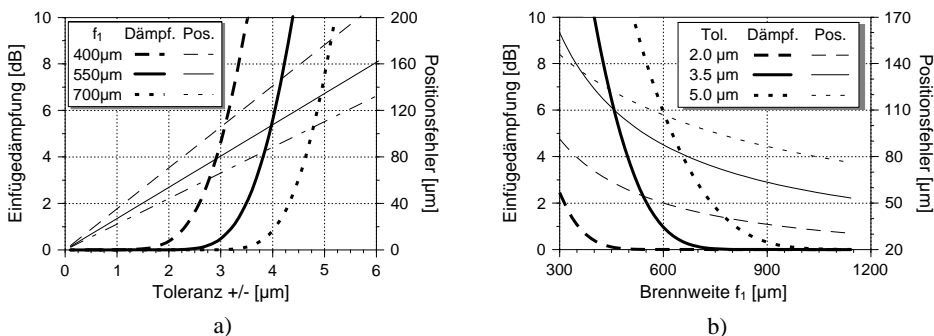 f₁ Dämpf. Pos.
400µm
550µm
700µm
Einfügedämpfung [dB]
10
8
6
4
2
0
200
160
120
80
40
0
Positionsfehler
[µm]
0 1 2 3 4 5 6
Toleranz +/- [µm]
a)
Tol. Dämpf. Pos.
2.0 µm
3.5 µm
5.0 µm
Einfügedämpfung [dB]
10
8
6
4
2
0
170
140
110
80
50
20
Positionsfehler
[µm]
300 600 900 1200
Brennweite f₁ [µm]
b)